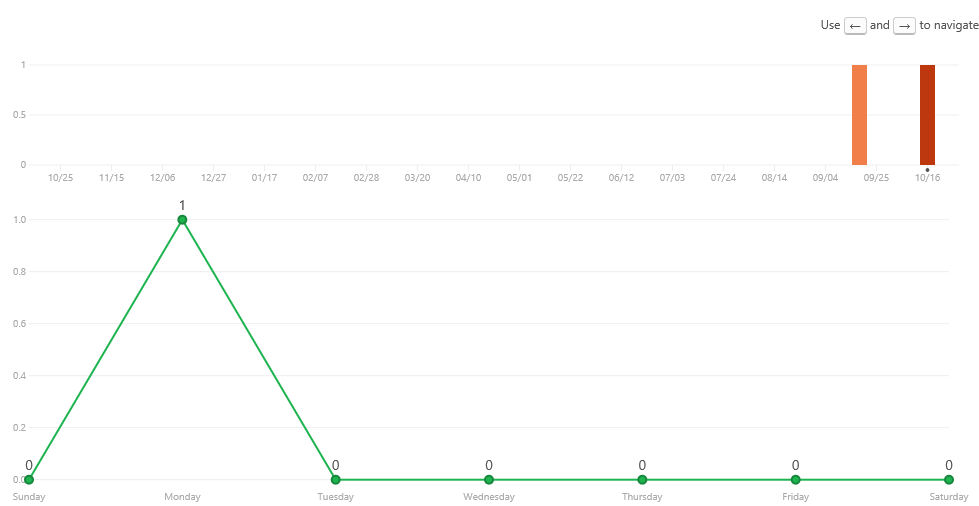 Use ← and → to navigate
1
0.5
0
10/25 11/15 12/06 12/27 01/17 02/07 02/28 03/20 04/10 05/01 05/22 06/12 07/03 07/24 08/14 09/04 09/25 10/16
1
1.0
0.8
0.6
0.4
0.2
0 0 0 0 0 0
0.0
Sunday Monday Tuesday Wednesday Thursday Friday Saturday